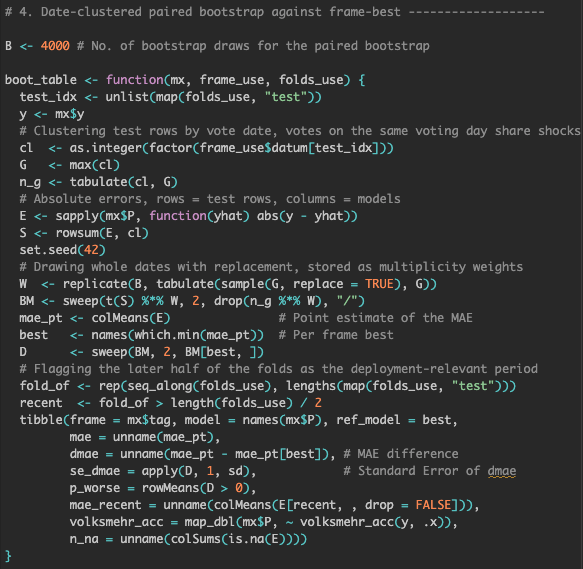 # 4. Date-clustered paired bootstrap against frame-best -------------------
B <- 4000 # No. of bootstrap draws for the paired bootstrap
boot_table <- function(mx, frame_use, folds_use) {
  test_idx <- unlist(map(folds_use, "test"))
  y <- mx$y
  # Clustering test rows by vote date, votes on the same voting day share shocks
  cl  <- as.integer(factor(frame_use$datum[test_idx]))
  G   <- max(cl)
  n_g <- tabulate(cl, G)
  # Absolute errors, rows = test rows, columns = models
  E <- sapply(mx$P, function(yhat) abs(y - yhat))
  S <- rowsum(E, cl)
  set.seed(42)
  # Drawing whole dates with replacement, stored as multiplicity weights
  W  <- replicate(B, tabulate(sample(G, replace = TRUE), G))
  BM <- sweep(t(S) %*% W, 2, drop(n_g %*% W), "/")
  mae_pt <- colMeans(E)                # Point estimate of the MAE
  best   <- names(which.min(mae_pt))  # Per frame best
  D      <- sweep(BM, 2, BM[best, ])
  # Flagging the later half of the folds as the deployment-relevant period
  fold_of <- rep(seq_along(folds_use), lengths(map(folds_use, "test")))
  recent  <- fold_of > length(folds_use) / 2
  tibble(frame = mx$tag, model = names(mx$P), ref_model = best,
         mae = unname(mae_pt),
         dmae = unname(mae_pt - mae_pt[best]), # MAE difference
         se_dmae = apply(D, 1, sd),            # Standard Error of dmae
         p_worse = rowMeans(D > 0),
         mae_recent = unname(colMeans(E[recent, , drop = FALSE])),
         volksmehr_acc = map_dbl(mx$P, ~ volksmehr_acc(y, .x)),
         n_na = unname(colSums(is.na(E))))
}